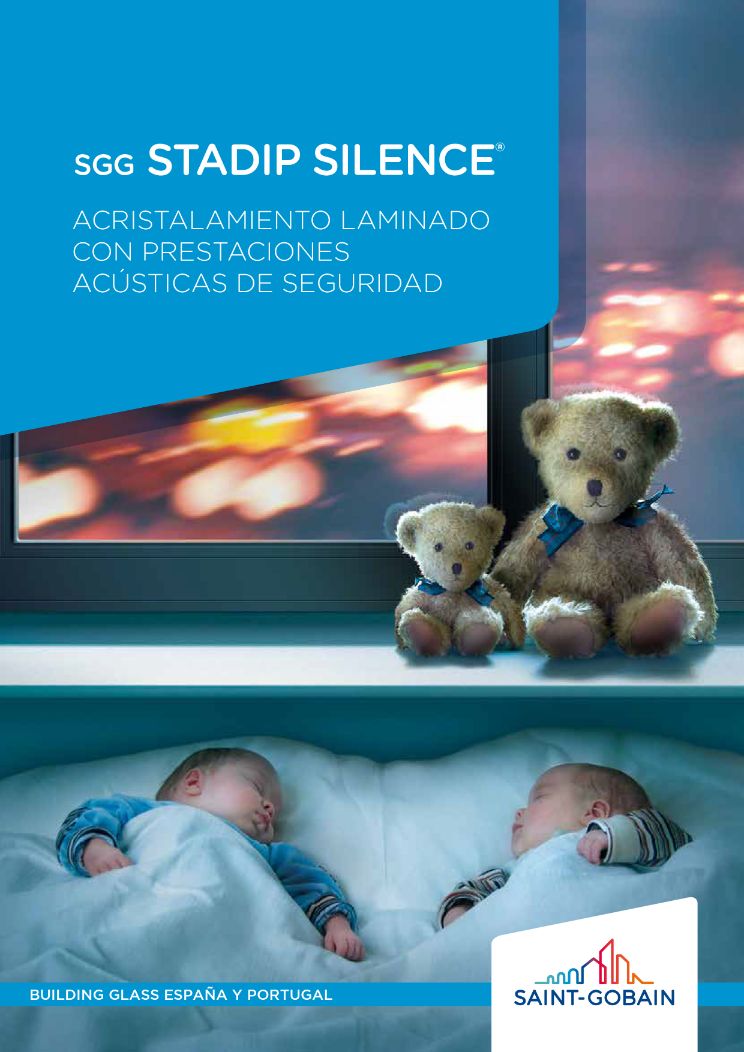 SGG STADIP SILENCE®
ACRISTALAMIENTO LAMINADO
CON PRESTACIONES
ACÚSTICAS DE SEGURIDAD
BUILDING GLASS ESPAÑA Y PORTUGAL
SAINT-GOBAIN